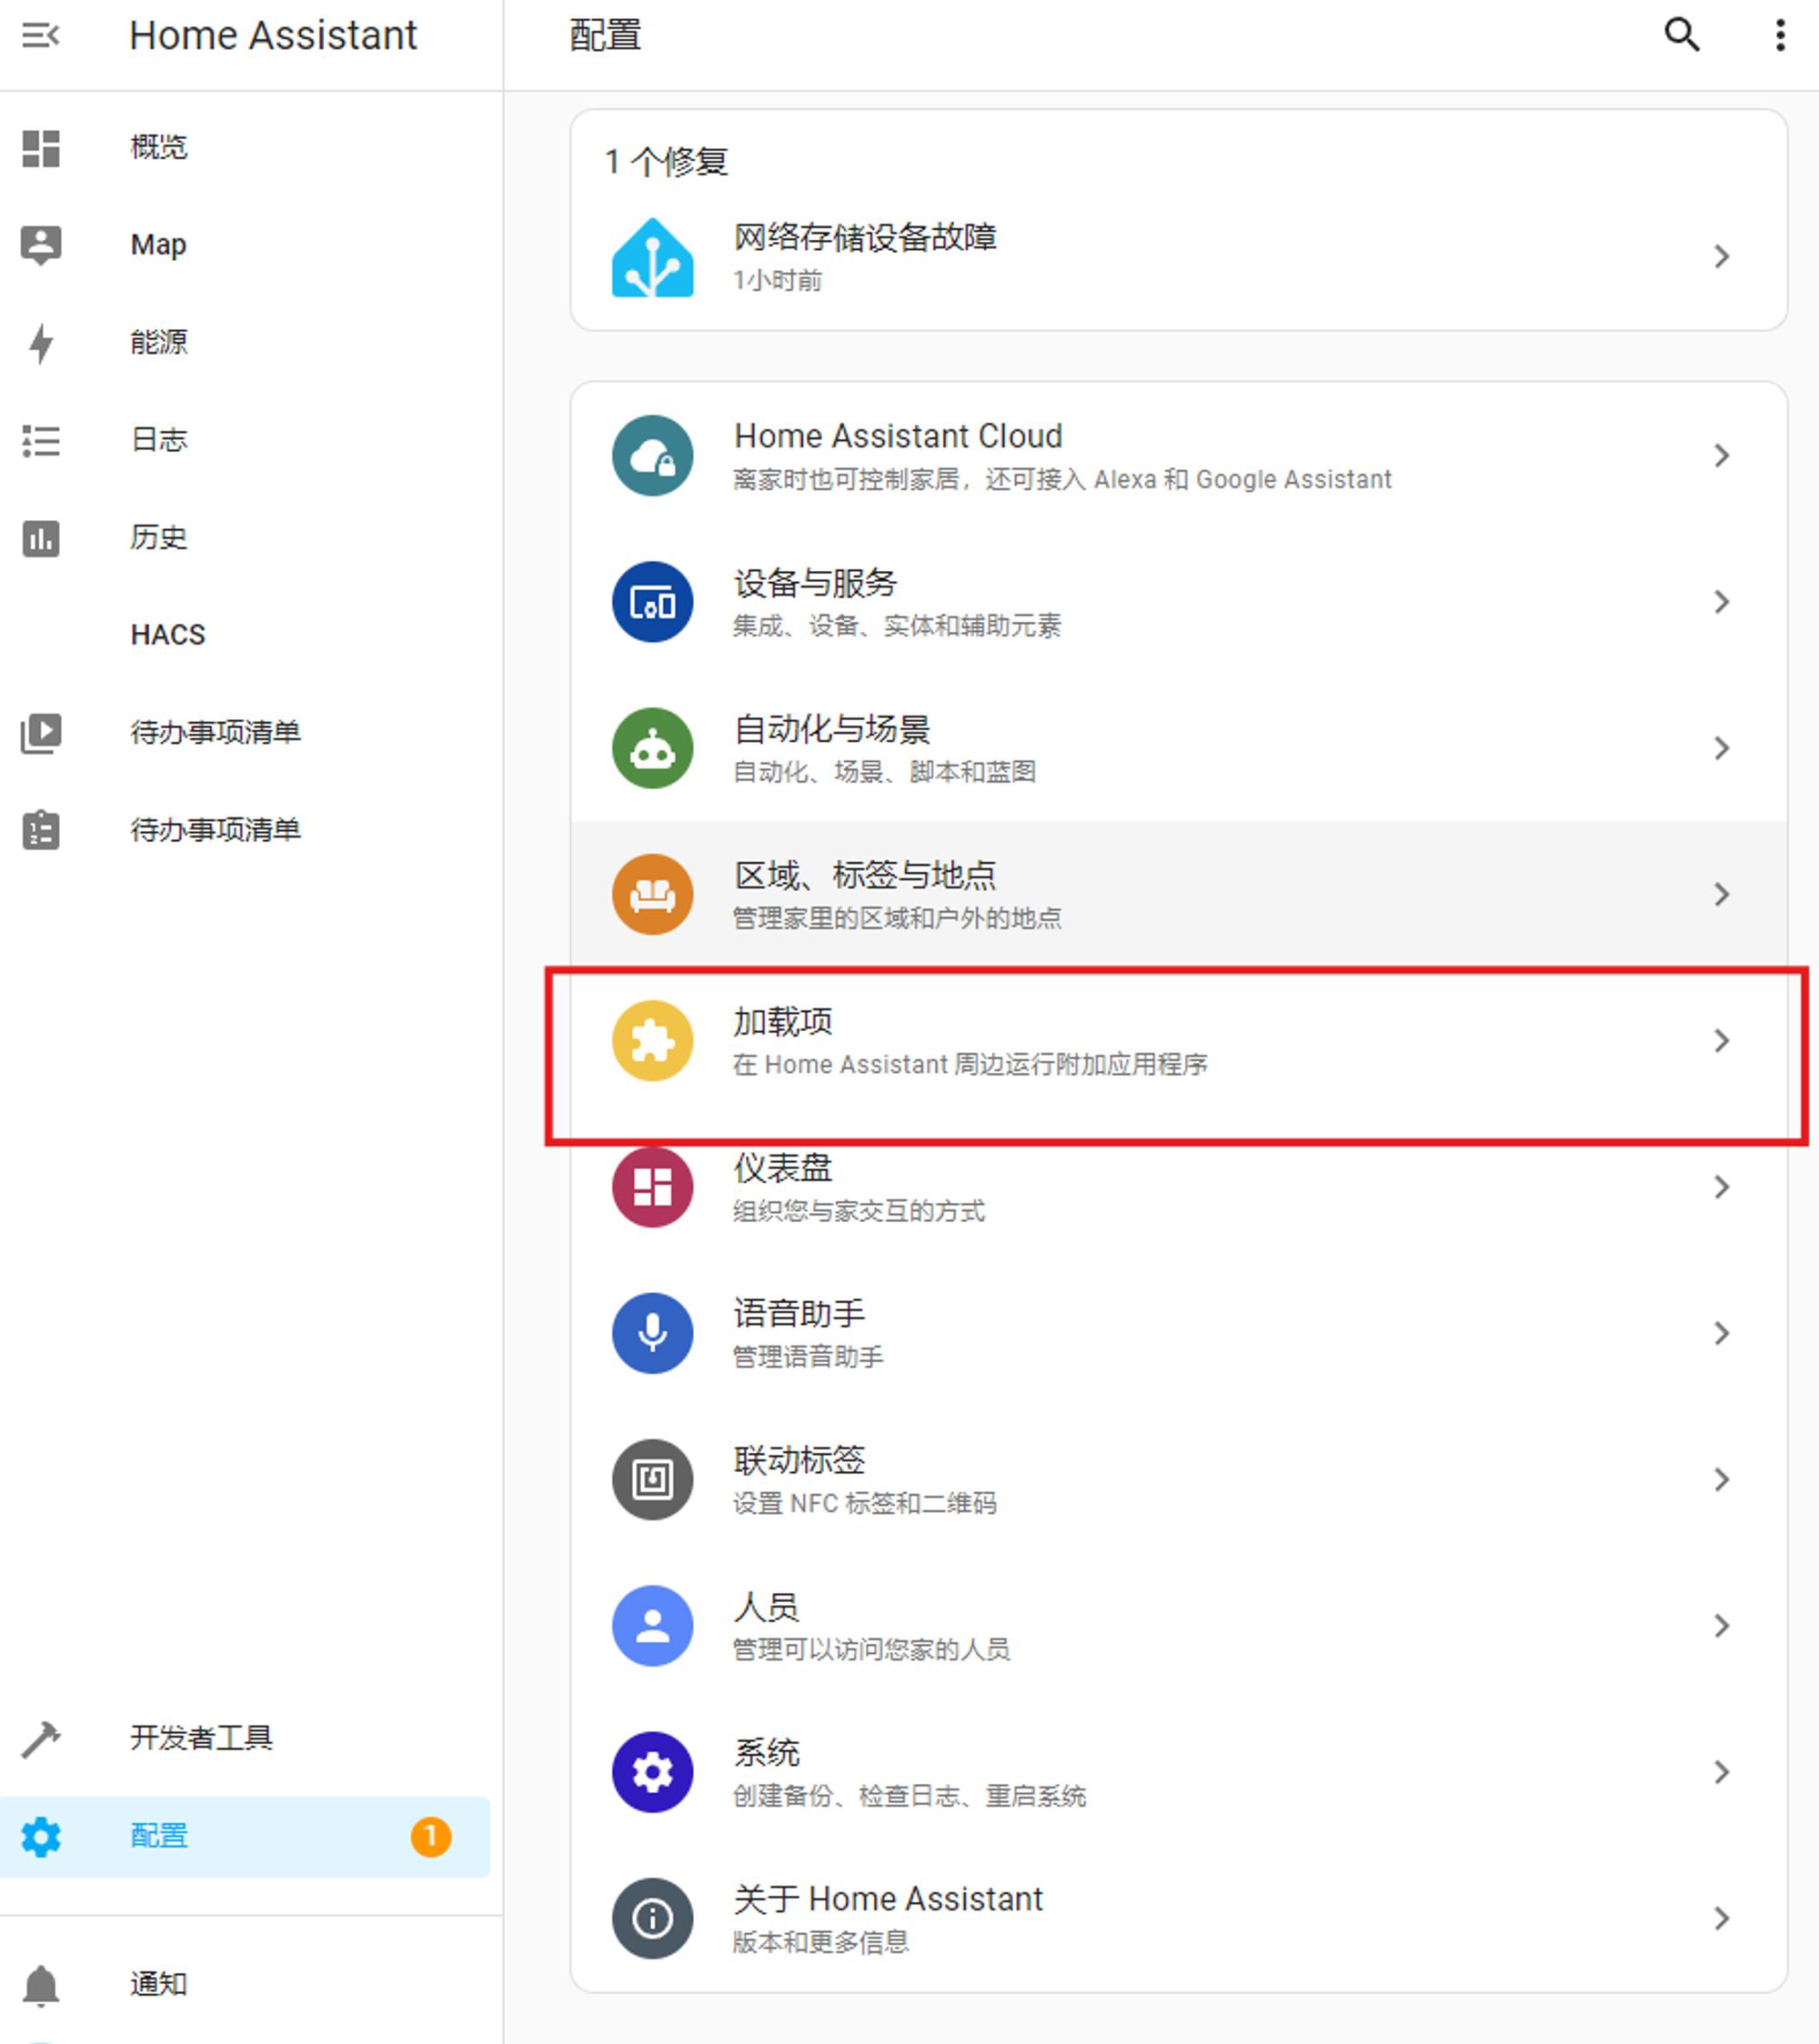 Home Assistant
配置
概览
Map
能源
日志
历史
HACS
待办事项清单
待办事项清单
开发者工具
配置
1
通知
1 个修复
网络存储设备故障
1小时前
Home Assistant Cloud
离家时也可控制家居，还可接入 Alexa 和 Google Assistant
设备与服务
集成、设备、实体和辅助元素
自动化与场景
自动化、场景、脚本和蓝图
区域、标签与地点
管理家里的区域和户外的地点
加载项
在 Home Assistant 周边运行附加应用程序
仪表盘
组织您与家交互的方式
语音助手
管理语音助手
联动标签
设置 NFC 标签和二维码
人员
管理可以访问您家的人员
系统
创建备份、检查日志、重启系统
关于 Home Assistant
版本和更多信息